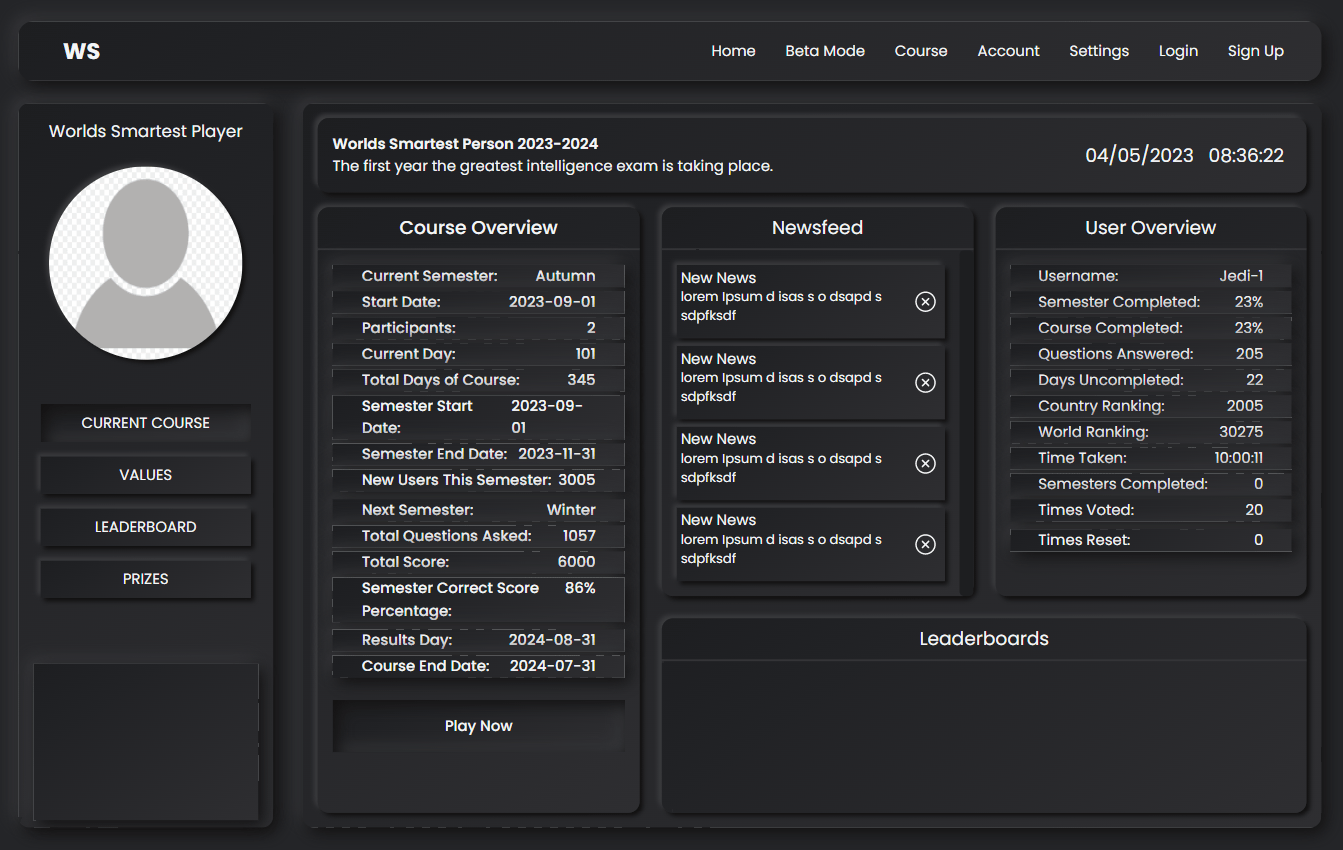 WS
Home Beta Mode Course Account Settings Login Sign Up
Worlds Smartest Player
CURRENT COURSE
VALUES
LEADERBOARD
PRIZES
Worlds Smartest Person 2023-2024
The first year the greatest intelligence exam is taking place.
04/05/2023 08:36:22
Course Overview
Current Semester: Autumn
Start Date: 2023-09-01
Participants: 2
Current Day: 101
Total Days of Course: 345
Semester Start 2023-09-
Date: 01
Semester End Date: 2023-11-31
New Users This Semester: 3005
Next Semester: Winter
Total Questions Asked: 1057
Total Score: 6000
Semester Correct Score 86%
Percentage:
Results Day: 2024-08-31
Course End Date: 2024-07-31
Play Now
Newsfeed
New News
lorem Ipsum d isas s o dsapd s
sdpfksdf
New News
lorem Ipsum d isas s o dsapd s
sdpfksdf
New News
lorem Ipsum d isas s o dsapd s
sdpfksdf
New News
lorem Ipsum d isas s o dsapd s
sdpfksdf
User Overview
Username: Jedi-1
Semester Completed: 23%
Course Completed: 23%
Questions Answered: 205
Days Uncompleted: 22
Country Ranking: 2005
World Ranking: 30275
Time Taken: 10:00:11
Semesters Completed: 0
Times Voted: 20
Times Reset: 0
Leaderboards